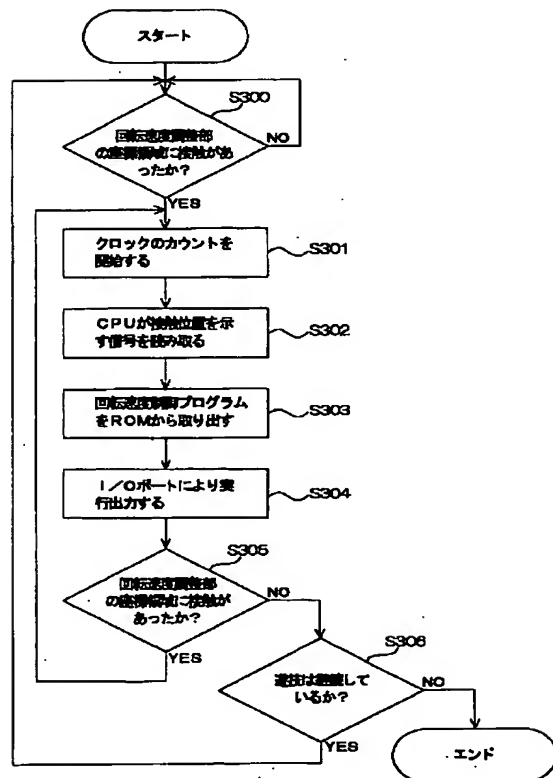 スタート
S300
回転速度調整部
の座標領域に接触があ
ったか？
NO
YES
クロックのカウントを
開始する
S301
CPUが接触位置を示
す信号を読み取る
S302
回転速度制御プログラム
をROMから取り出す
S303
I／Oポートにより実
行出力する
S304
S305
回転速度調整部
の座標領域に接触が
あったか？
NO
YES
S306
遊技は継続して
いるか？
NO
YES
エンド